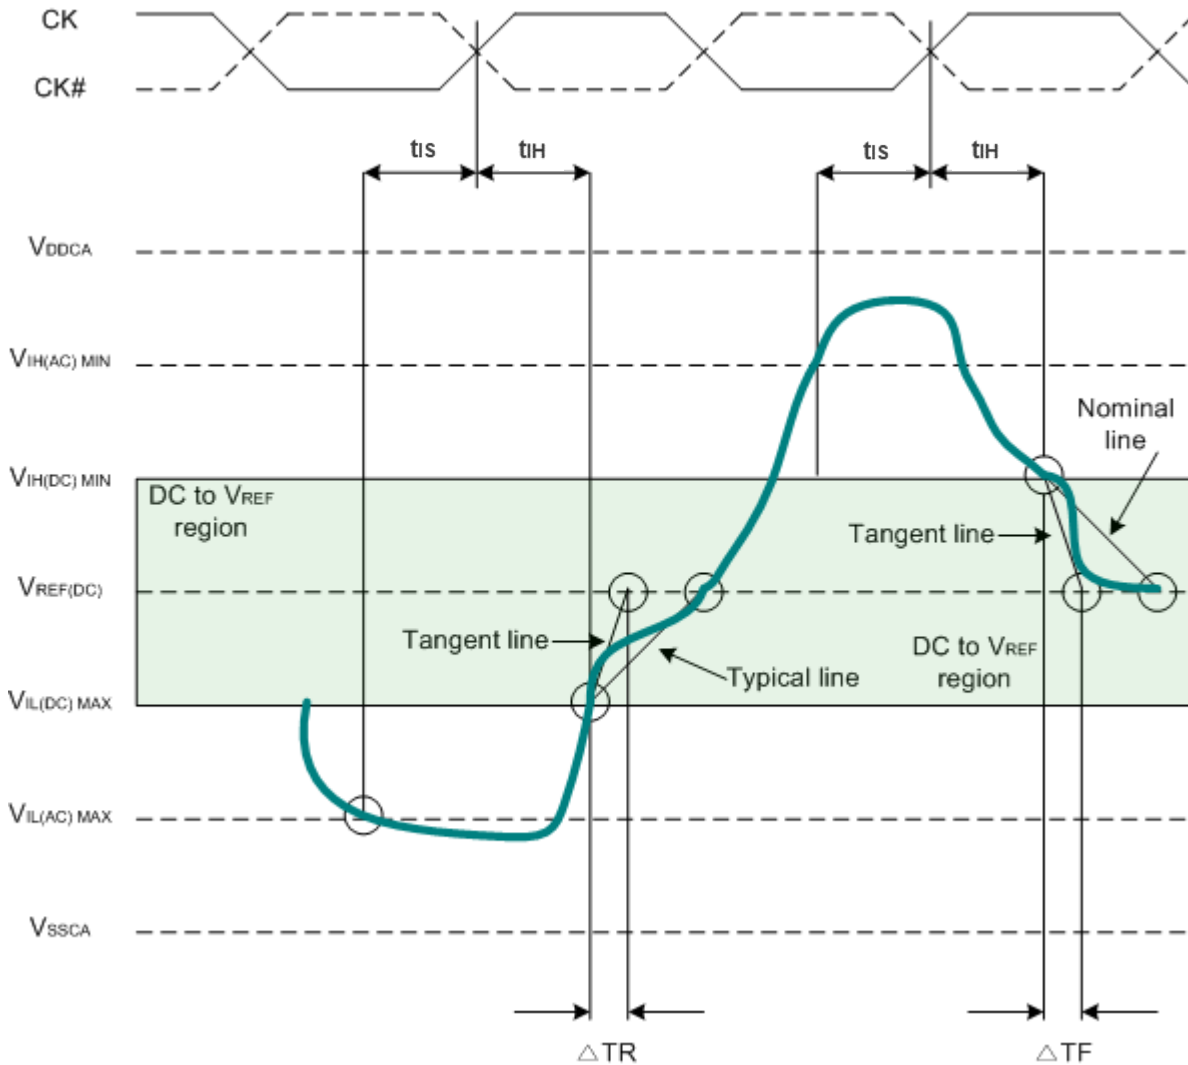 CK
CK#
tIS
tIH
tIS
tIH
VDDCA
VIH(AC) MIN
Nominal
line
VIH(DC) MIN
DC to VREF
region
Tangent line
VREF(DC)
Tangent line
DC to VREF
region
Typical line
VIL(DC) MAX
VIL(AC) MAX
VSSCA
△TR
△TF